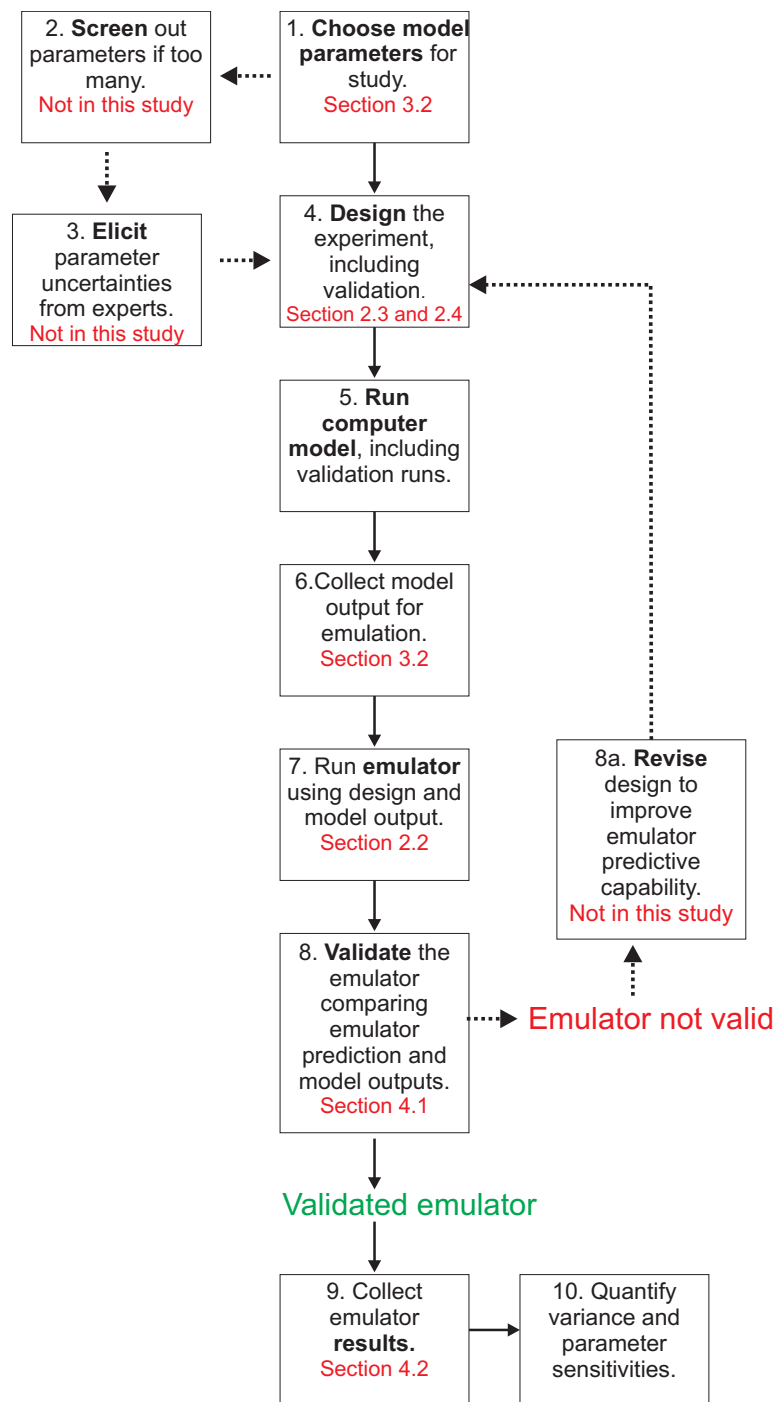 1. Choose model
parameters for
study.
Section 3.2
2. Screen out
parameters if too
many.
Not in this study
3. Elicit
parameter
uncertainties
from experts.
Not in this study
4. Design the
experiment,
including
validation.
Section 2.3 and 2.4
5. Run
computer
model, including
validation runs.
6.Collect model
output for
emulation.
Section 3.2
7. Run emulator
using design and
model output.
Section 2.2
8. Validate the
emulator
comparing
emulator
prediction and
model outputs.
Section 4.1
Emulator not valid
8a. Revise
design to
improve
emulator
predictive
capability.
Not in this study
Validated emulator
9. Collect
emulator
results.
Section 4.2
10. Quantify
variance and
parameter
sensitivities.